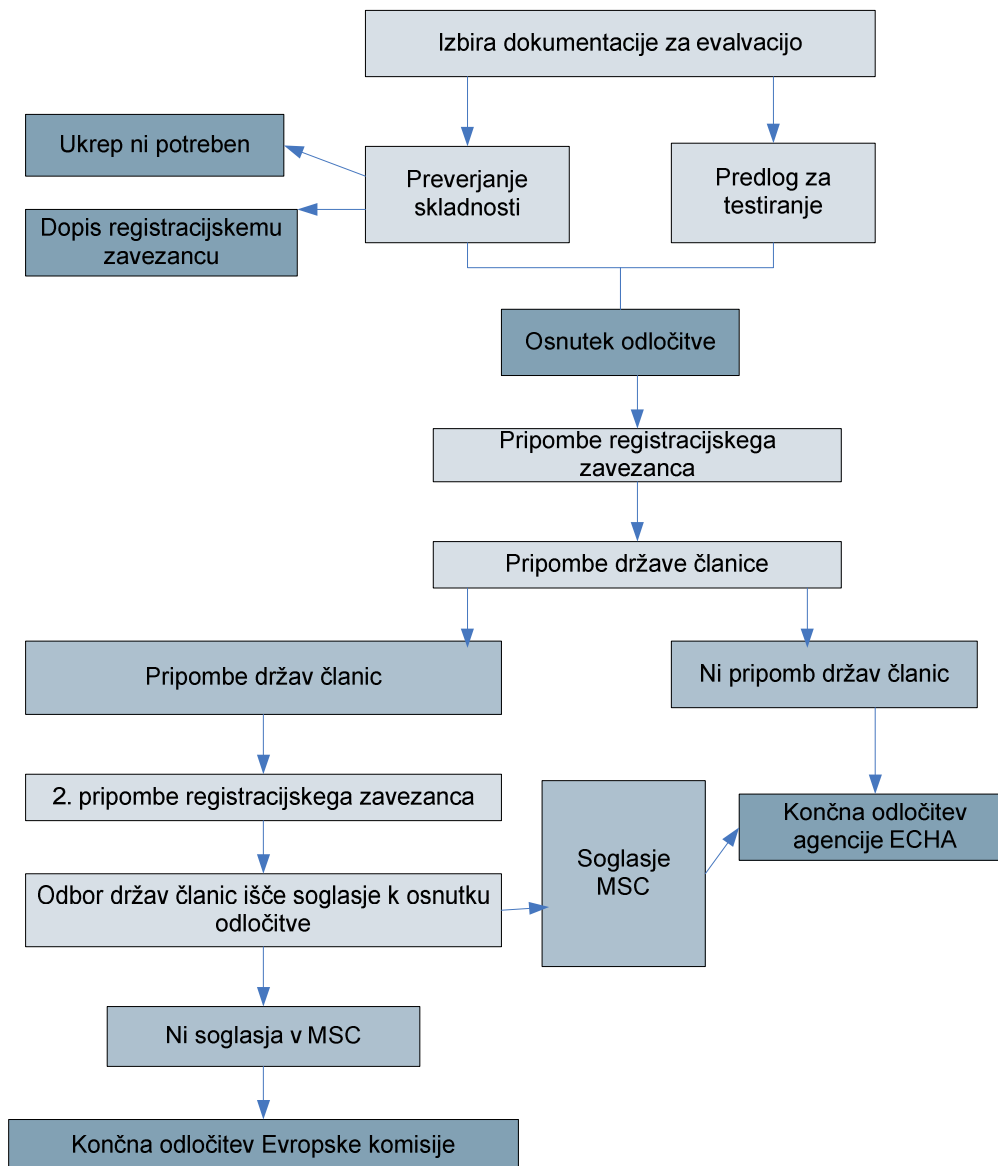 Izbira dokumentacije za evalvacijo
Ukrep ni potreben
Preverjanje
skladnosti
Predlog za
testiranje
Dopis registracijskemu
zavezancu
Osnutek odločitve
Pripombe registracijskega
zavezanca
Pripombe države članice
Pripombe držav članic
Ni pripomb držav članic
2. pripombe registracijskega zavezanca
Soglasje
MSC
Končna odločitev
agencije ECHA
Odbor držav članic išče soglasje k osnutku
odločitve
Ni soglasja v MSC
Končna odločitev Evropske komisije